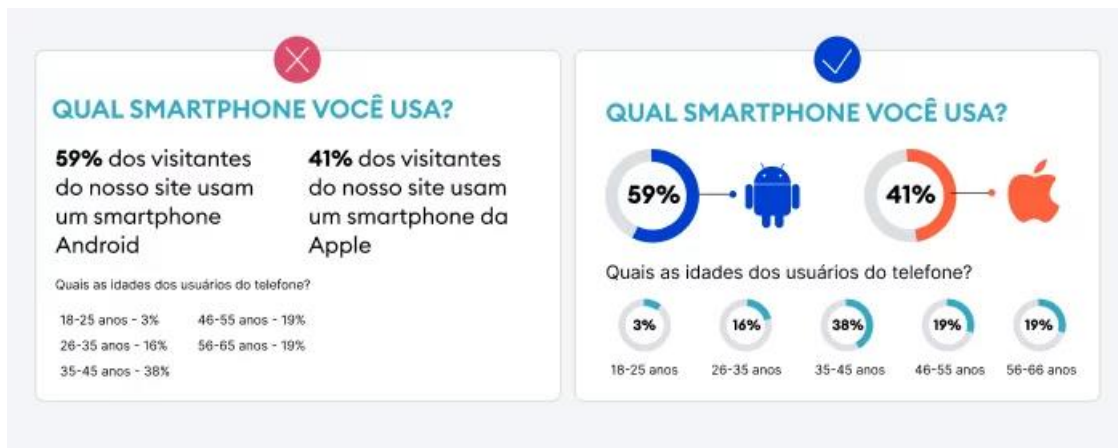 QUAL SMARTPHONE VOCÊ USA?
59% dos visitantes
do nosso site usam
um smartphone
Android
41% dos visitantes
do nosso site usam
um smartphone da
Apple
Quais as idades dos usuários do telefone?
18-25 anos - 3%
26-35 anos - 16%
35-45 anos - 38%
46-55 anos - 19%
56-65 anos - 19%
QUAL SMARTPHONE VOCÊ USA?
59%
41%
Quais as idades dos usuários do telefone?
3%
16%
38%
19%
19%
18-25 anos
26-35 anos
35-45 anos
46-55 anos
56-66 anos